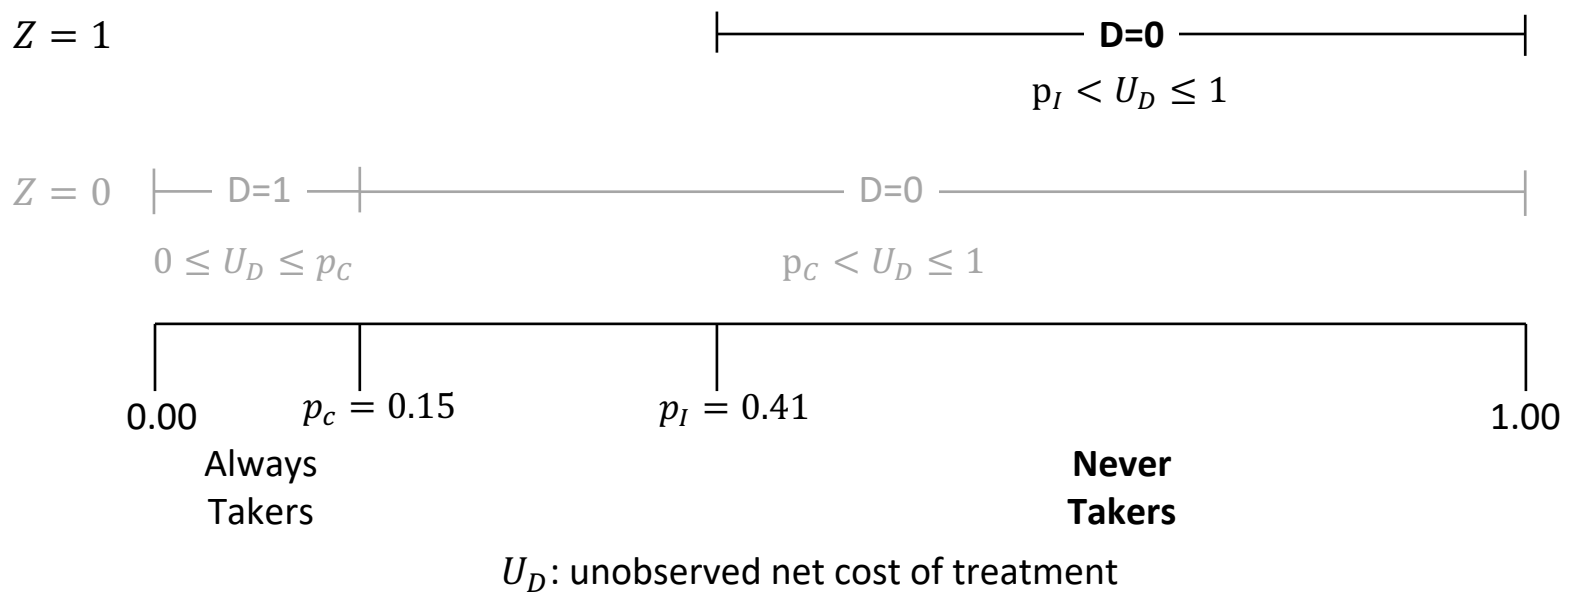 Z = 1 D=0
p_I < U_D ≤ 1
Z = 0 D=1 D=0
0 ≤ U_D ≤ p_C p_C < U_D ≤ 1
0.00 p_c = 0.15 p_I = 0.41 1.00
Always Never
Takers Takers
U_D: unobserved net cost of treatment